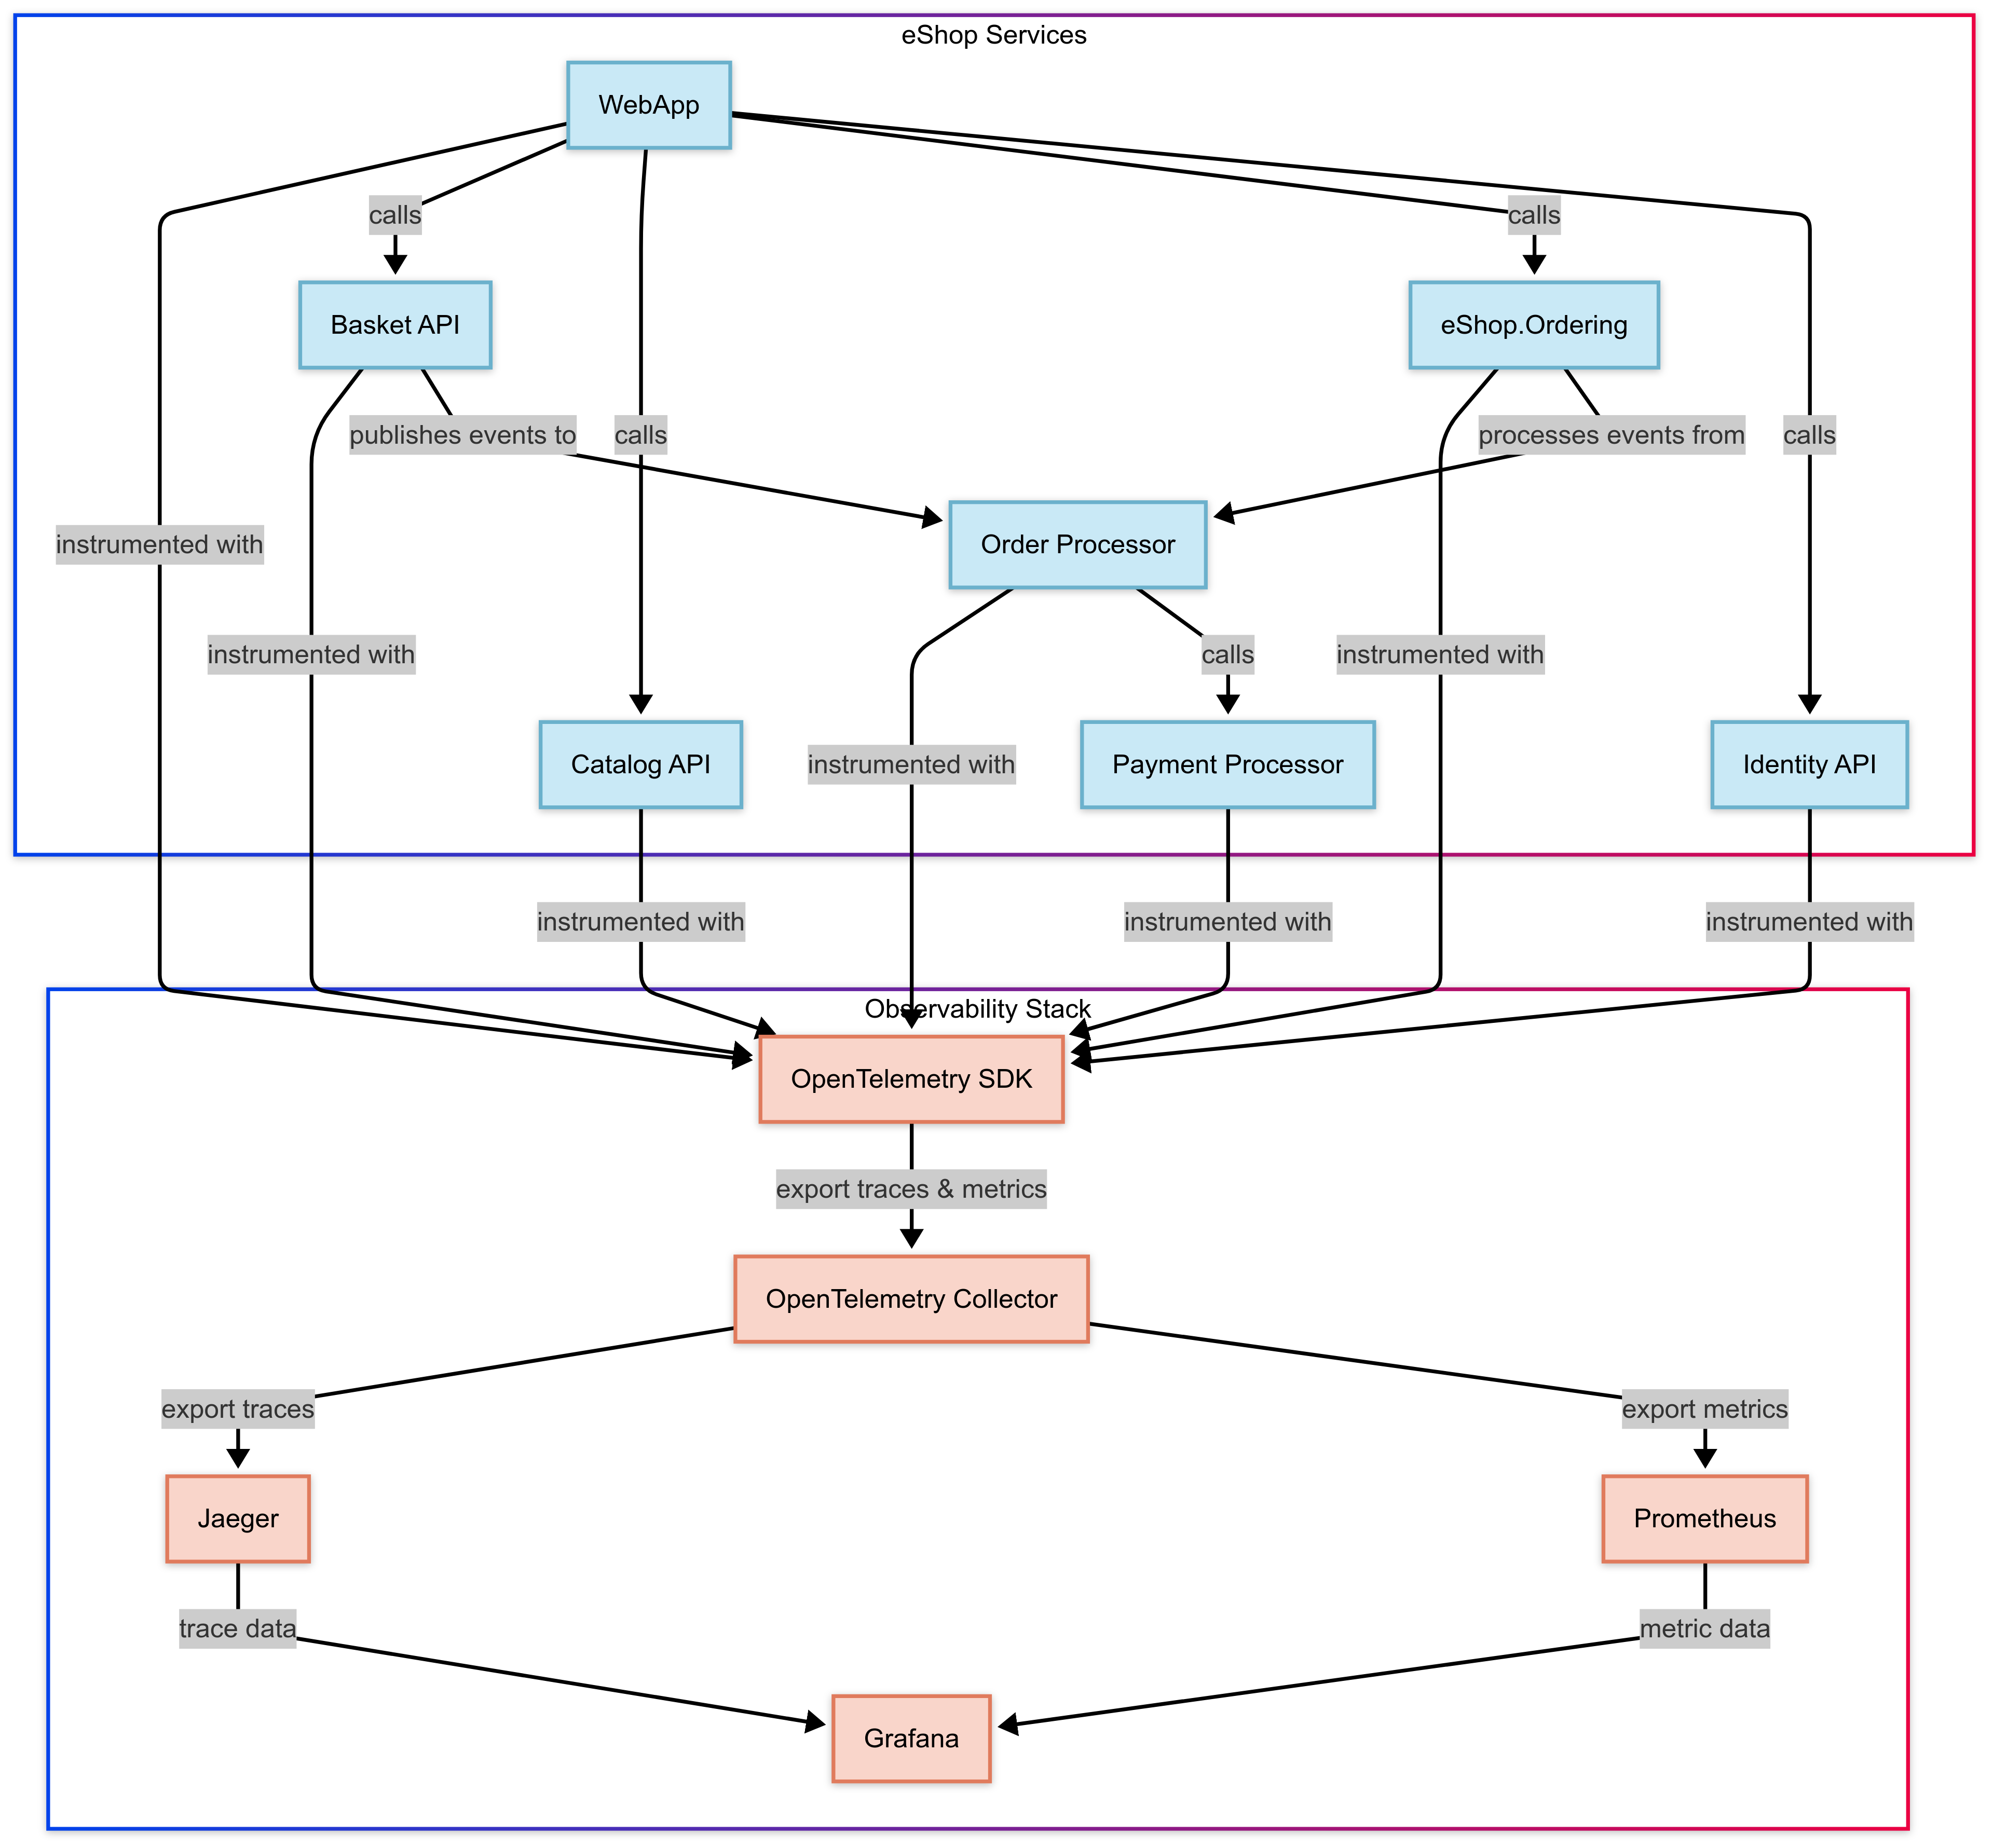 eShop Services
WebApp
calls
calls
Basket API
eShop.Ordering
publishes events to
calls
processes events from
calls
instrumented with
Order Processor
instrumented with
calls
instrumented with
Catalog API
instrumented with
Payment Processor
Identity API
instrumented with
instrumented with
instrumented with
Observability Stack
OpenTelemetry SDK
export traces & metrics
OpenTelemetry Collector
export traces
export metrics
Jaeger
Prometheus
trace data
metric data
Grafana